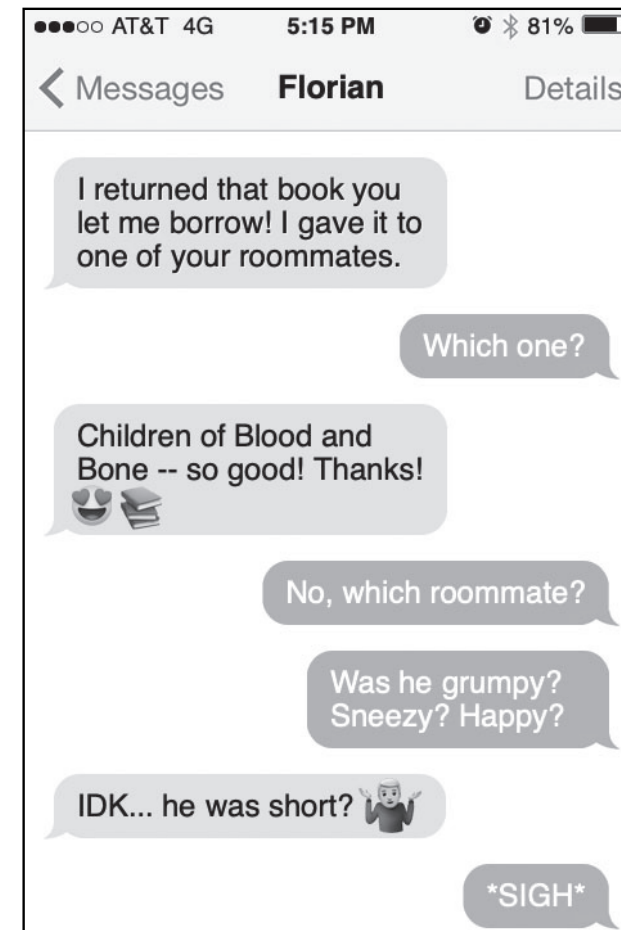 AT&T 4G 5:15 PM 81%
Messages Florian Details
I returned that book you
let me borrow! I gave it to
one of your roommates.
Which one?
Children of Blood and
Bone -- so good! Thanks!
No, which roommate?
Was he grumpy?
Sneezy? Happy?
IDK... he was short?
*SIGH*